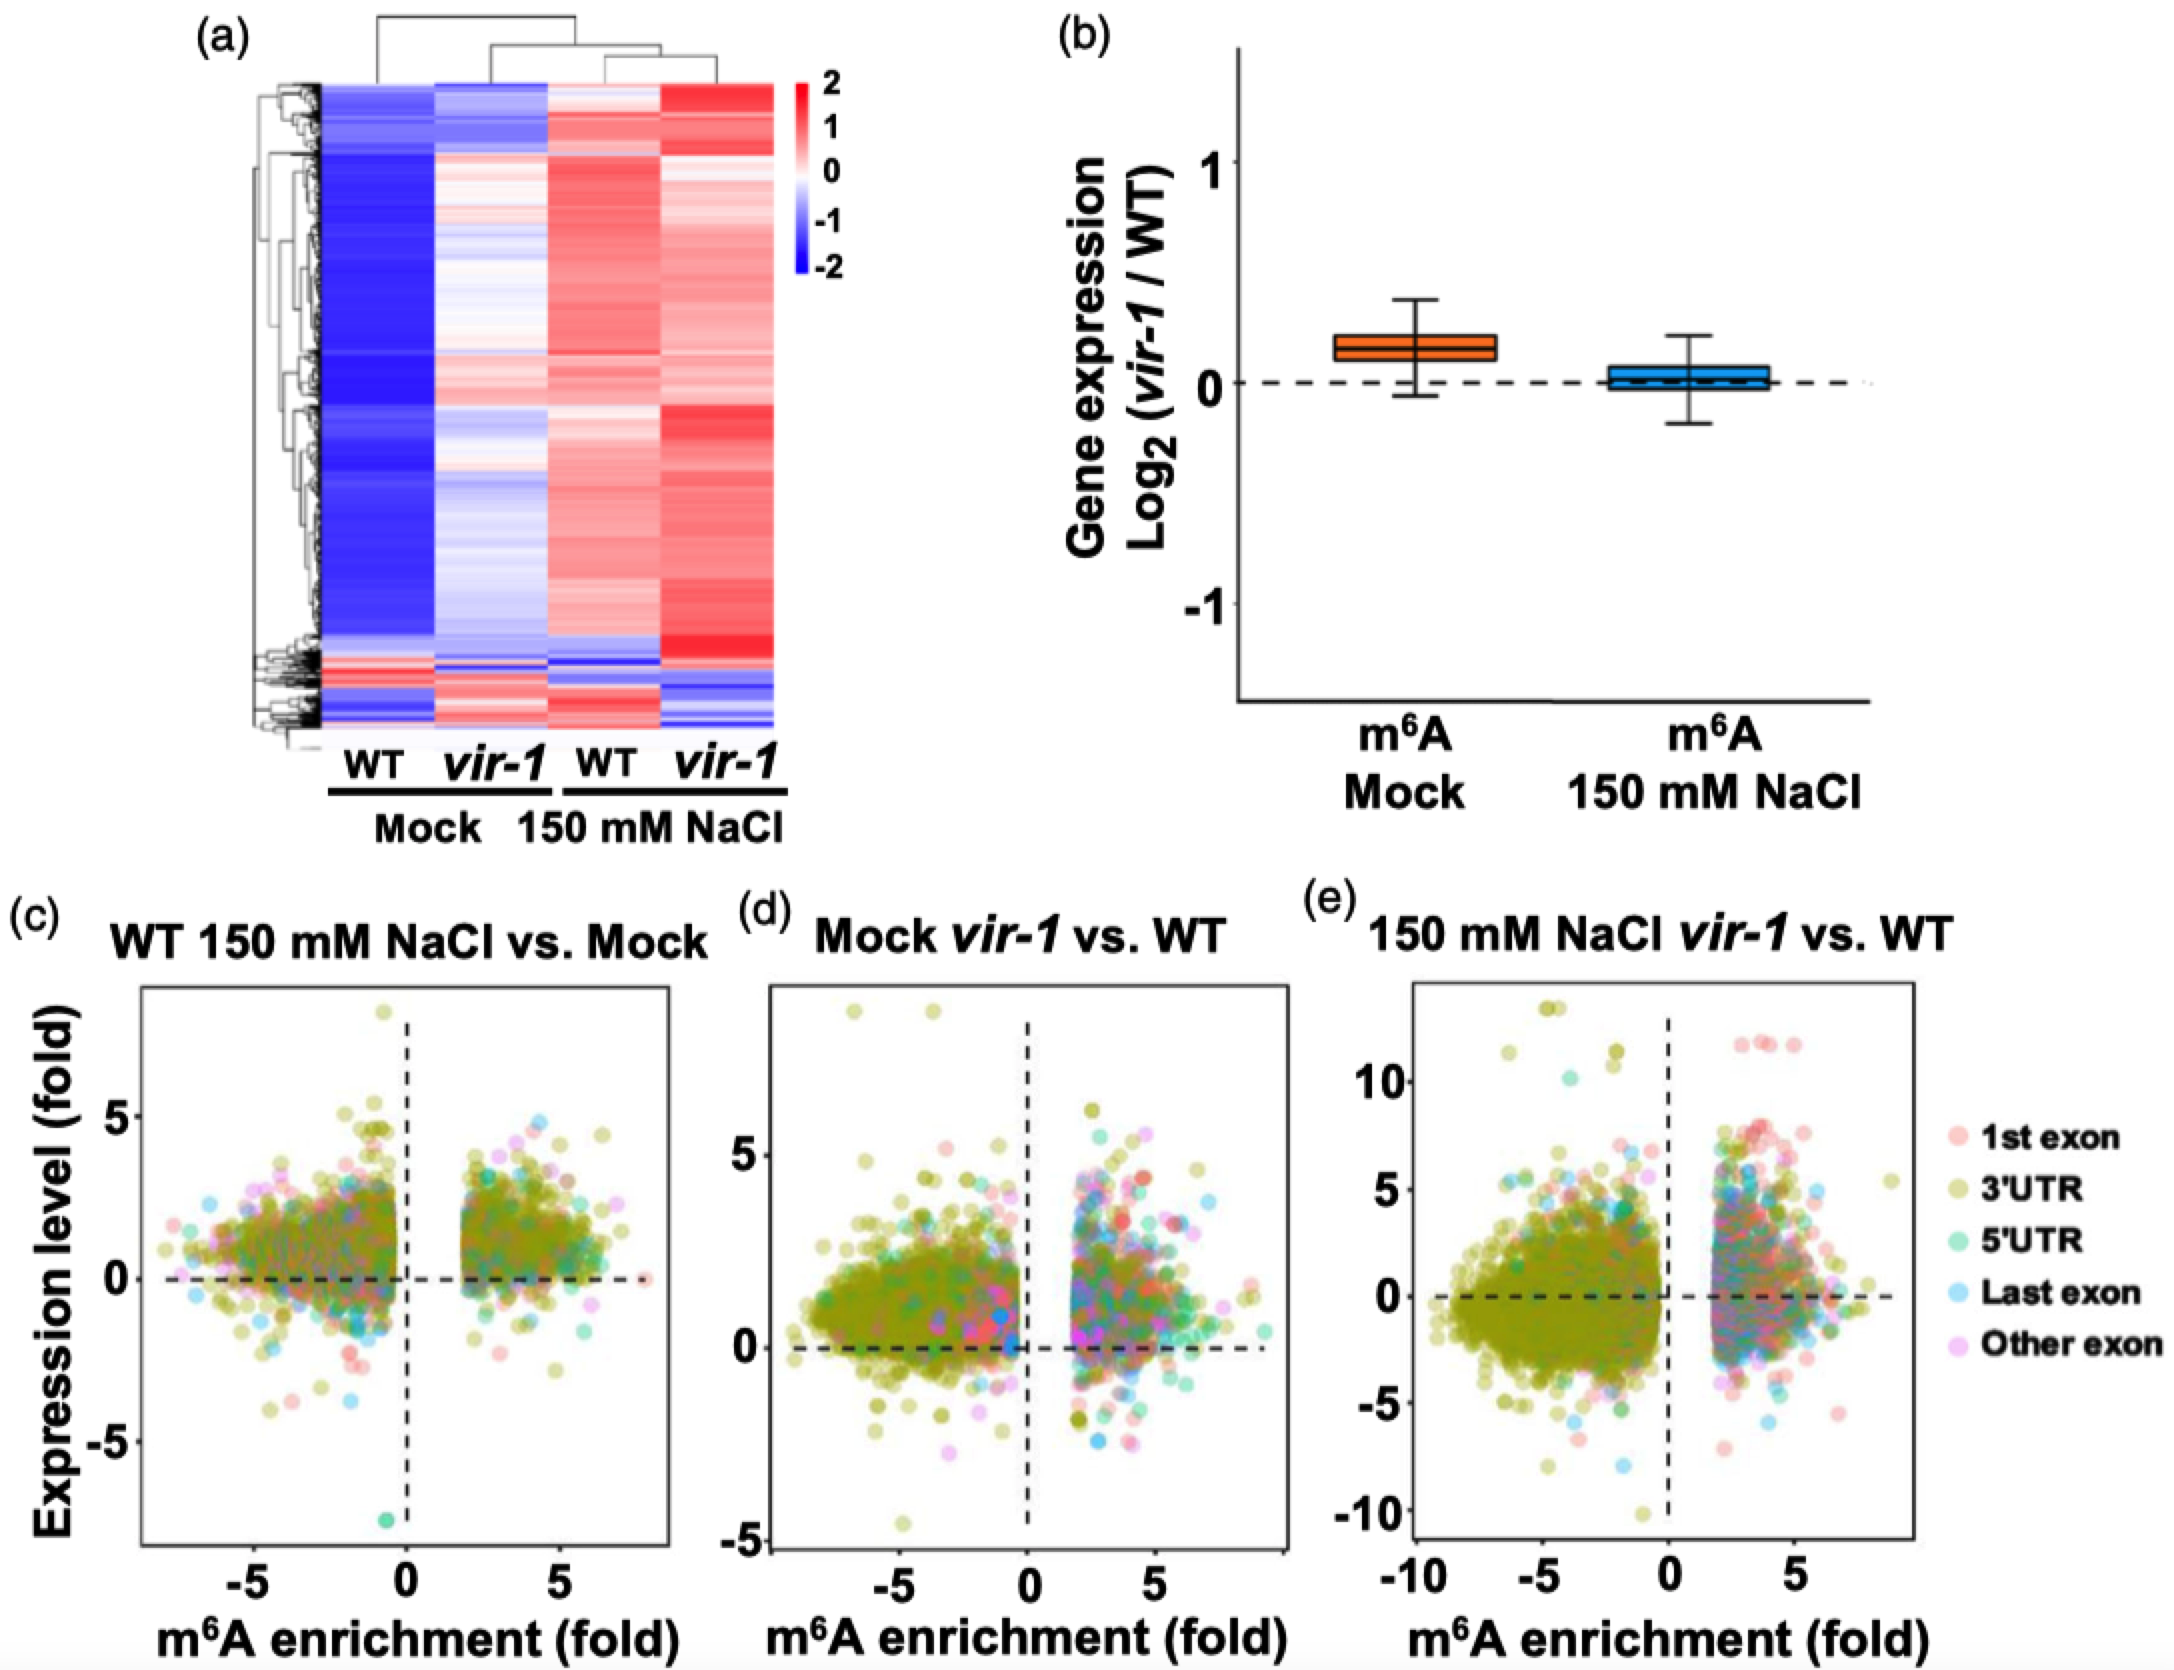 (a)
2
1
0
-1
-2
WT vir-1 WT vir-1
Mock 150 mM NaCl
(b)
Gene expression
Log2 (vir-1 / WT)
1
0
-1
m⁶A m⁶A
Mock 150 mM NaCl
(c)
WT 150 mM NaCl vs. Mock
Expression level (fold)
5
0
-5
-5 0 5
m⁶A enrichment (fold)
(d)
Mock vir-1 vs. WT
5
0
-5
-5 0 5
m⁶A enrichment (fold)
(e)
150 mM NaCl vir-1 vs. WT
10
5
0
-5
-10
-10 -5 0 5
m⁶A enrichment (fold)
1st exon
3'UTR
5'UTR
Last exon
Other exon